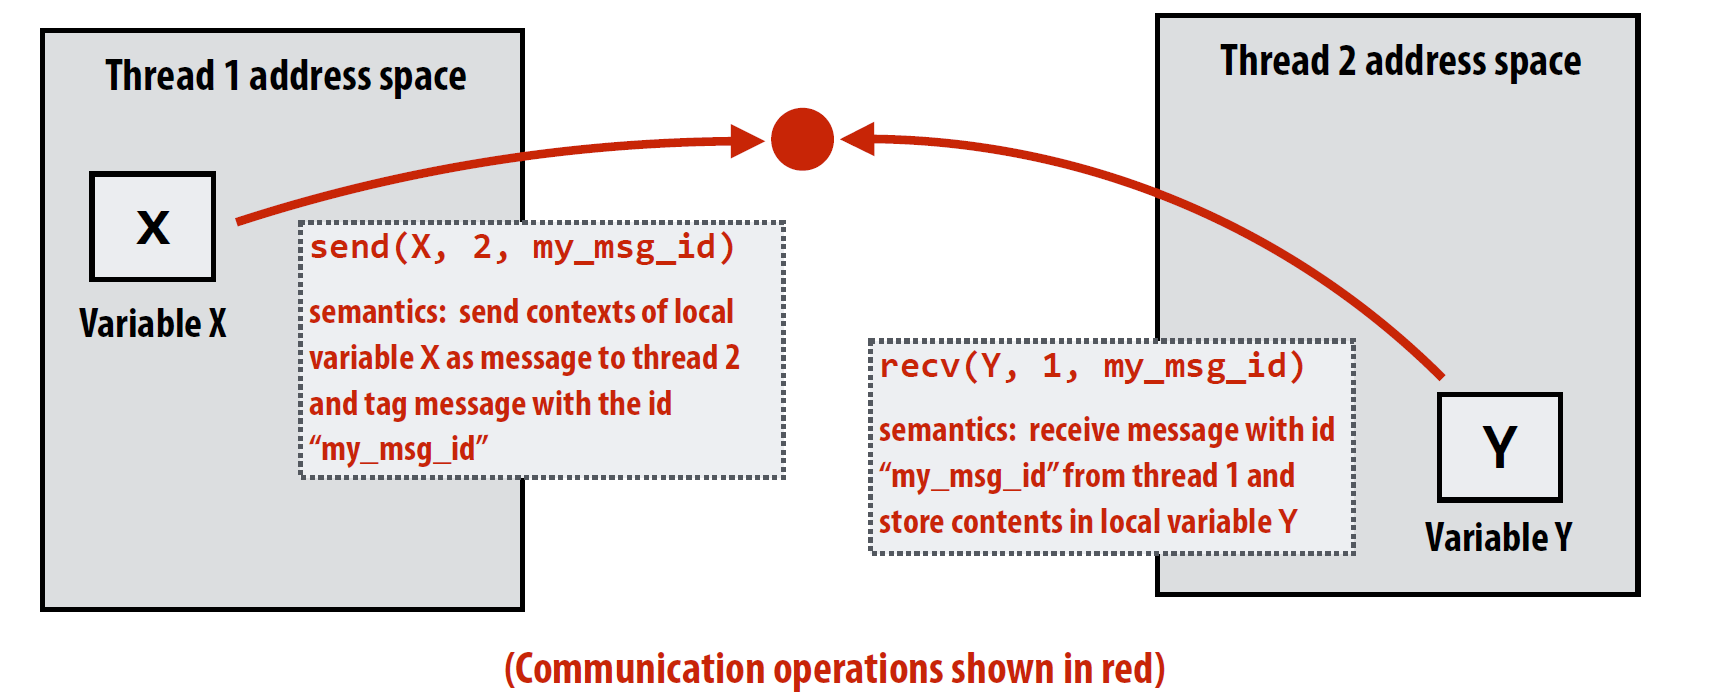 Thread 1 address space
X
Variable X
send(X, 2, my_msg_id)
semantics: send contexts of local
variable X as message to thread 2
and tag message with the id
“my_msg_id”
Thread 2 address space
recv(Y, 1, my_msg_id)
semantics: receive message with id
“my_msg_id” from thread 1 and
store contents in local variable Y
Y
Variable Y
(Communication operations shown in red)